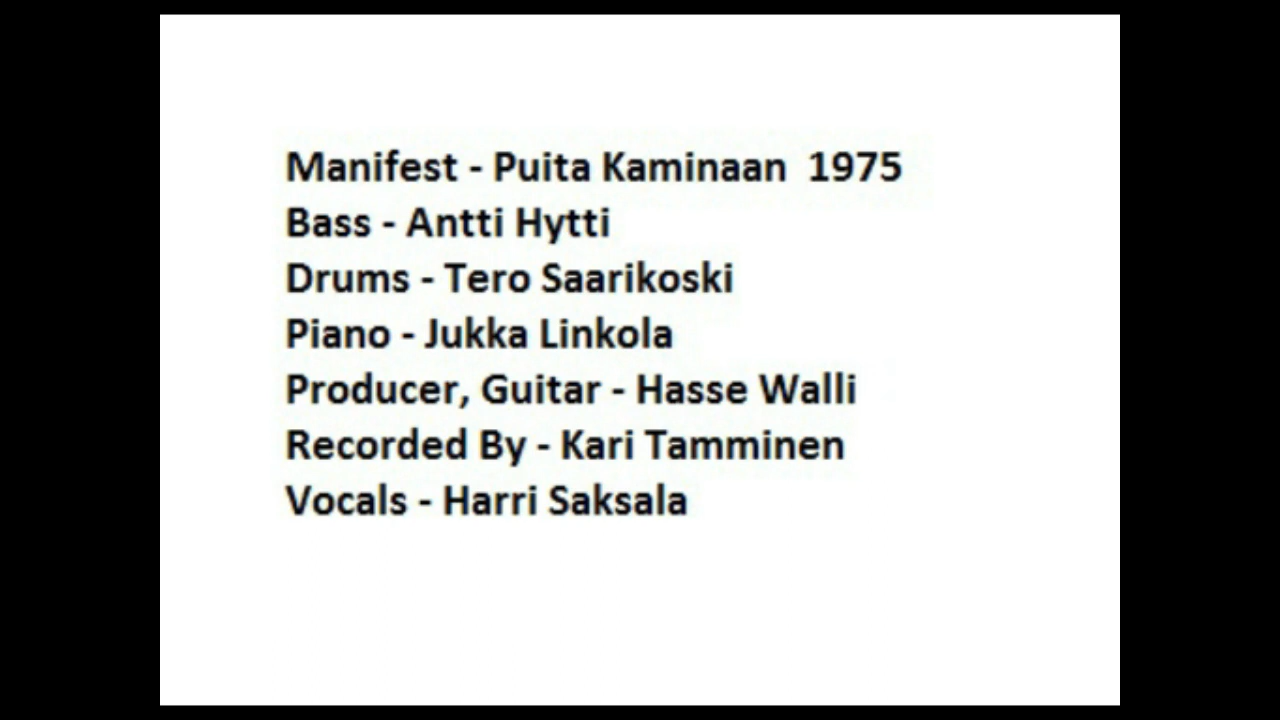 Manifest - Puita Kaminaan  1975
Bass - Antti Hytti
Drums - Tero Saarikoski
Piano - Jukka Linkola
Producer, Guitar - Hasse Walli
Recorded By - Kari Tamminen
Vocals - Harri Saksala